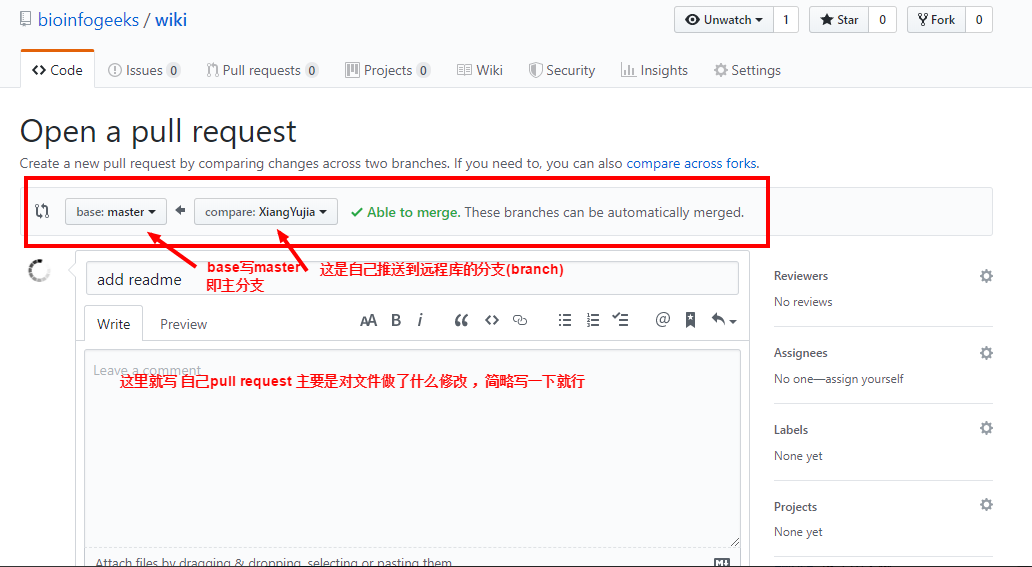 bioinfogeeks / wiki
Unwatch 1 Star 0 Fork 0
Code Issues 0 Pull requests 0 Projects 0 Wiki Security Insights Settings
Open a pull request
Create a new pull request by comparing changes across two branches. If you need to, you can also compare across forks.
base: master compare: XiangYujia Able to merge. These branches can be automatically merged.
base写master
即主分支
这是自己推送到远程库的分支(branch)
add readme
Write Preview
AA B i @
Leave a comment
这里就写 自己pull request 主要是对文件做了什么修改 ，简略写一下就行
Attach files by dragging & dropping, selecting or pasting them.
Reviewers
No reviews
Assignees
No one—assign yourself
Labels
None yet
Projects
None yet